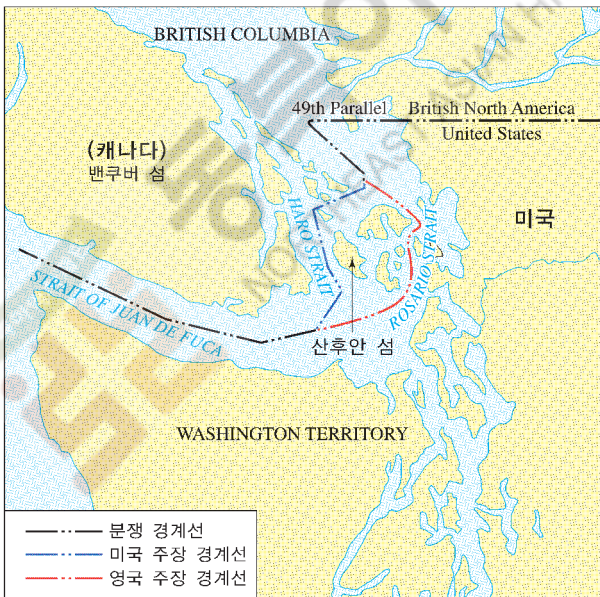 BRITISH COLUMBIA
49th Parallel British North America
United States
(캐나다)
밴쿠버 섬
미국
HARO STRAIT
ROSARIO STRAIT
STRAIT OF JUAN DE FUCA
산후안 섬
WASHINGTON TERRITORY
분쟁 경계선
미국 주장 경계선
영국 주장 경계선